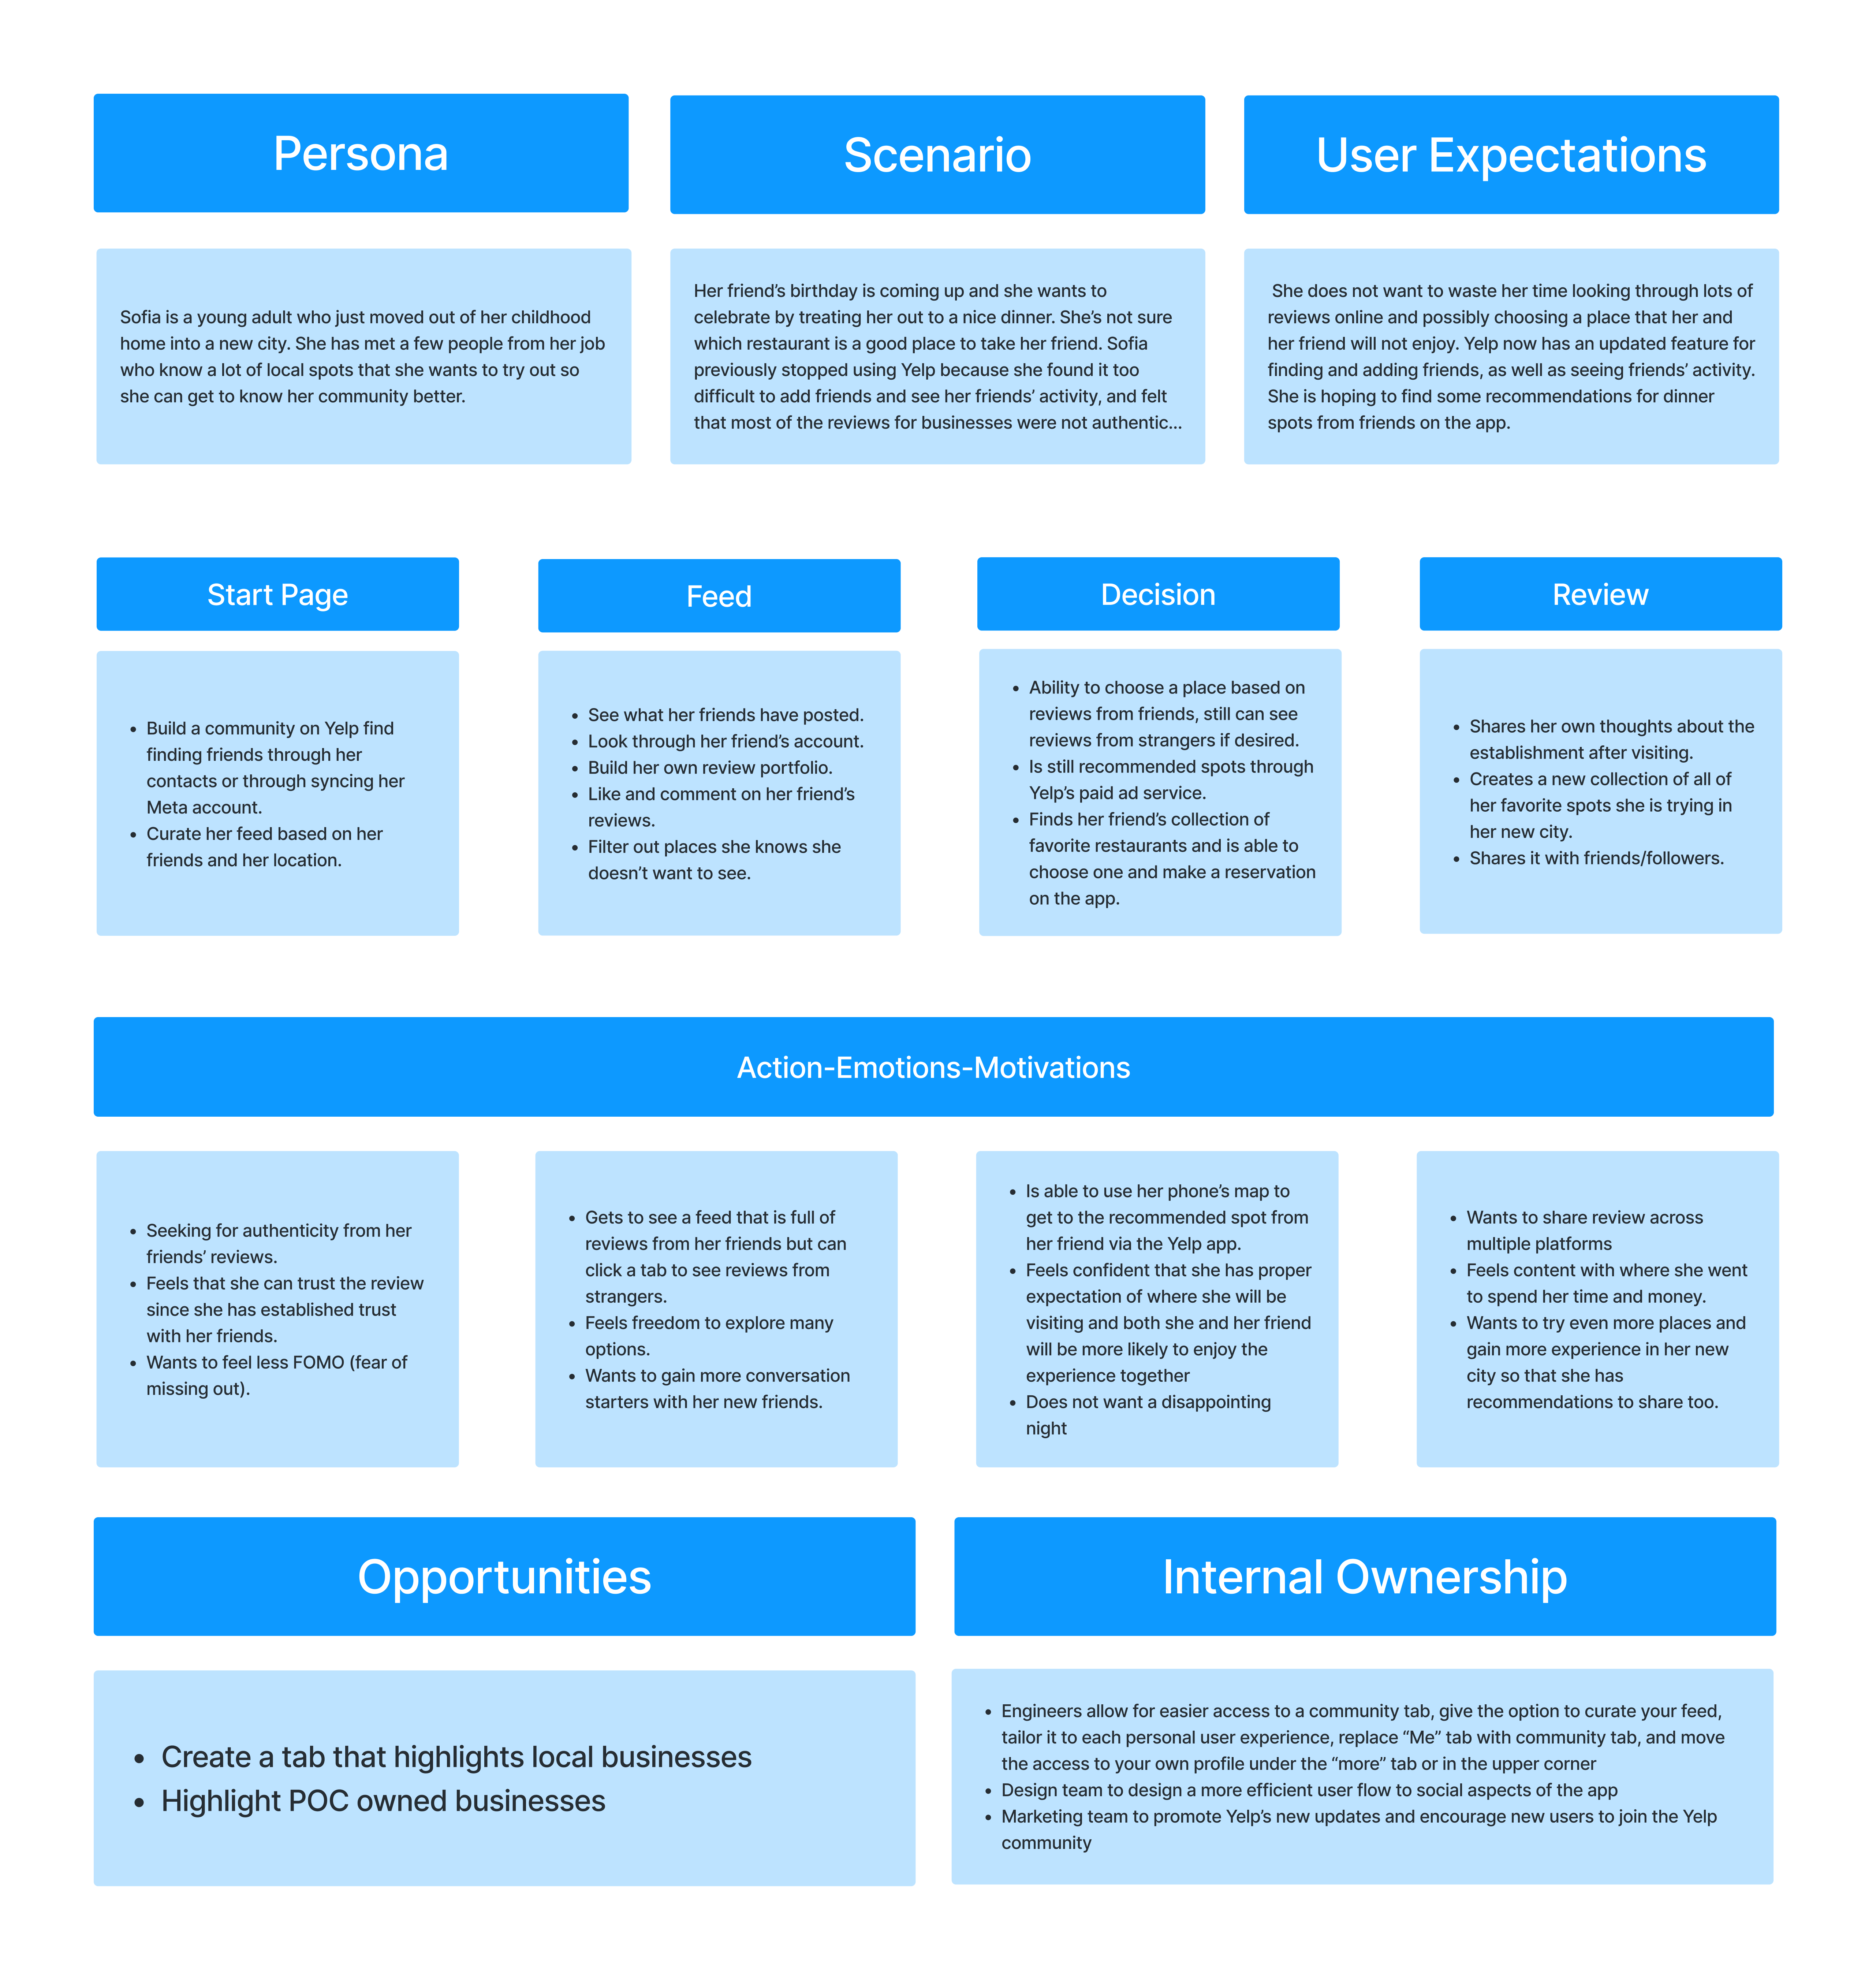 Persona
Scenario
User Expectations
Sofia is a young adult who just moved out of her childhood
home into a new city. She has met a few people from her job
who know a lot of local spots that she wants to try out so
she can get to know her community better.
Her friend’s birthday is coming up and she wants to
celebrate by treating her out to a nice dinner. She’s not sure
which restaurant is a good place to take her friend. Sofia
previously stopped using Yelp because she found it too
difficult to add friends and see her friends’ activity, and felt
that most of the reviews for businesses were not authentic...
She does not want to waste her time looking through lots of
reviews online and possibly choosing a place that her and
her friend will not enjoy. Yelp now has an updated feature for
finding and adding friends, as well as seeing friends’ activity.
She is hoping to find some recommendations for dinner
spots from friends on the app.
Start Page
Feed
Decision
Review
• Build a community on Yelp find
finding friends through her
contacts or through syncing her
Meta account.
• Curate her feed based on her
friends and her location.
• See what her friends have posted.
• Look through her friend’s account.
• Build her own review portfolio.
• Like and comment on her friend’s
reviews.
• Filter out places she knows she
doesn’t want to see.
• Ability to choose a place based on
reviews from friends, still can see
reviews from strangers if desired.
• Is still recommended spots through
Yelp’s paid ad service.
• Finds her friend’s collection of
favorite restaurants and is able to
choose one and make a reservation
on the app.
• Shares her own thoughts about the
establishment after visiting.
• Creates a new collection of all of
her favorite spots she is trying in
her new city.
• Shares it with friends/followers.
Action-Emotions-Motivations
• Seeking for authenticity from her
friends’ reviews.
• Feels that she can trust the review
since she has established trust
with her friends.
• Wants to feel less FOMO (fear of
missing out).
• Gets to see a feed that is full of
reviews from her friends but can
click a tab to see reviews from
strangers.
• Feels freedom to explore many
options.
• Wants to gain more conversation
starters with her new friends.
• Is able to use her phone’s map to
get to the recommended spot from
her friend via the Yelp app.
• Feels confident that she has proper
expectation of where she will be
visiting and both she and her friend
will be more likely to enjoy the
experience together
• Does not want a disappointing
night
• Wants to share review across
multiple platforms
• Feels content with where she went
to spend her time and money.
• Wants to try even more places and
gain more experience in her new
city so that she has
recommendations to share too.
Opportunities
Internal Ownership
• Create a tab that highlights local businesses
• Highlight POC owned businesses
• Engineers allow for easier access to a community tab, give the option to curate your feed,
tailor it to each personal user experience, replace “Me” tab with community tab, and move
the access to your own profile under the “more” tab or in the upper corner
• Design team to design a more efficient user flow to social aspects of the app
• Marketing team to promote Yelp’s new updates and encourage new users to join the Yelp
community